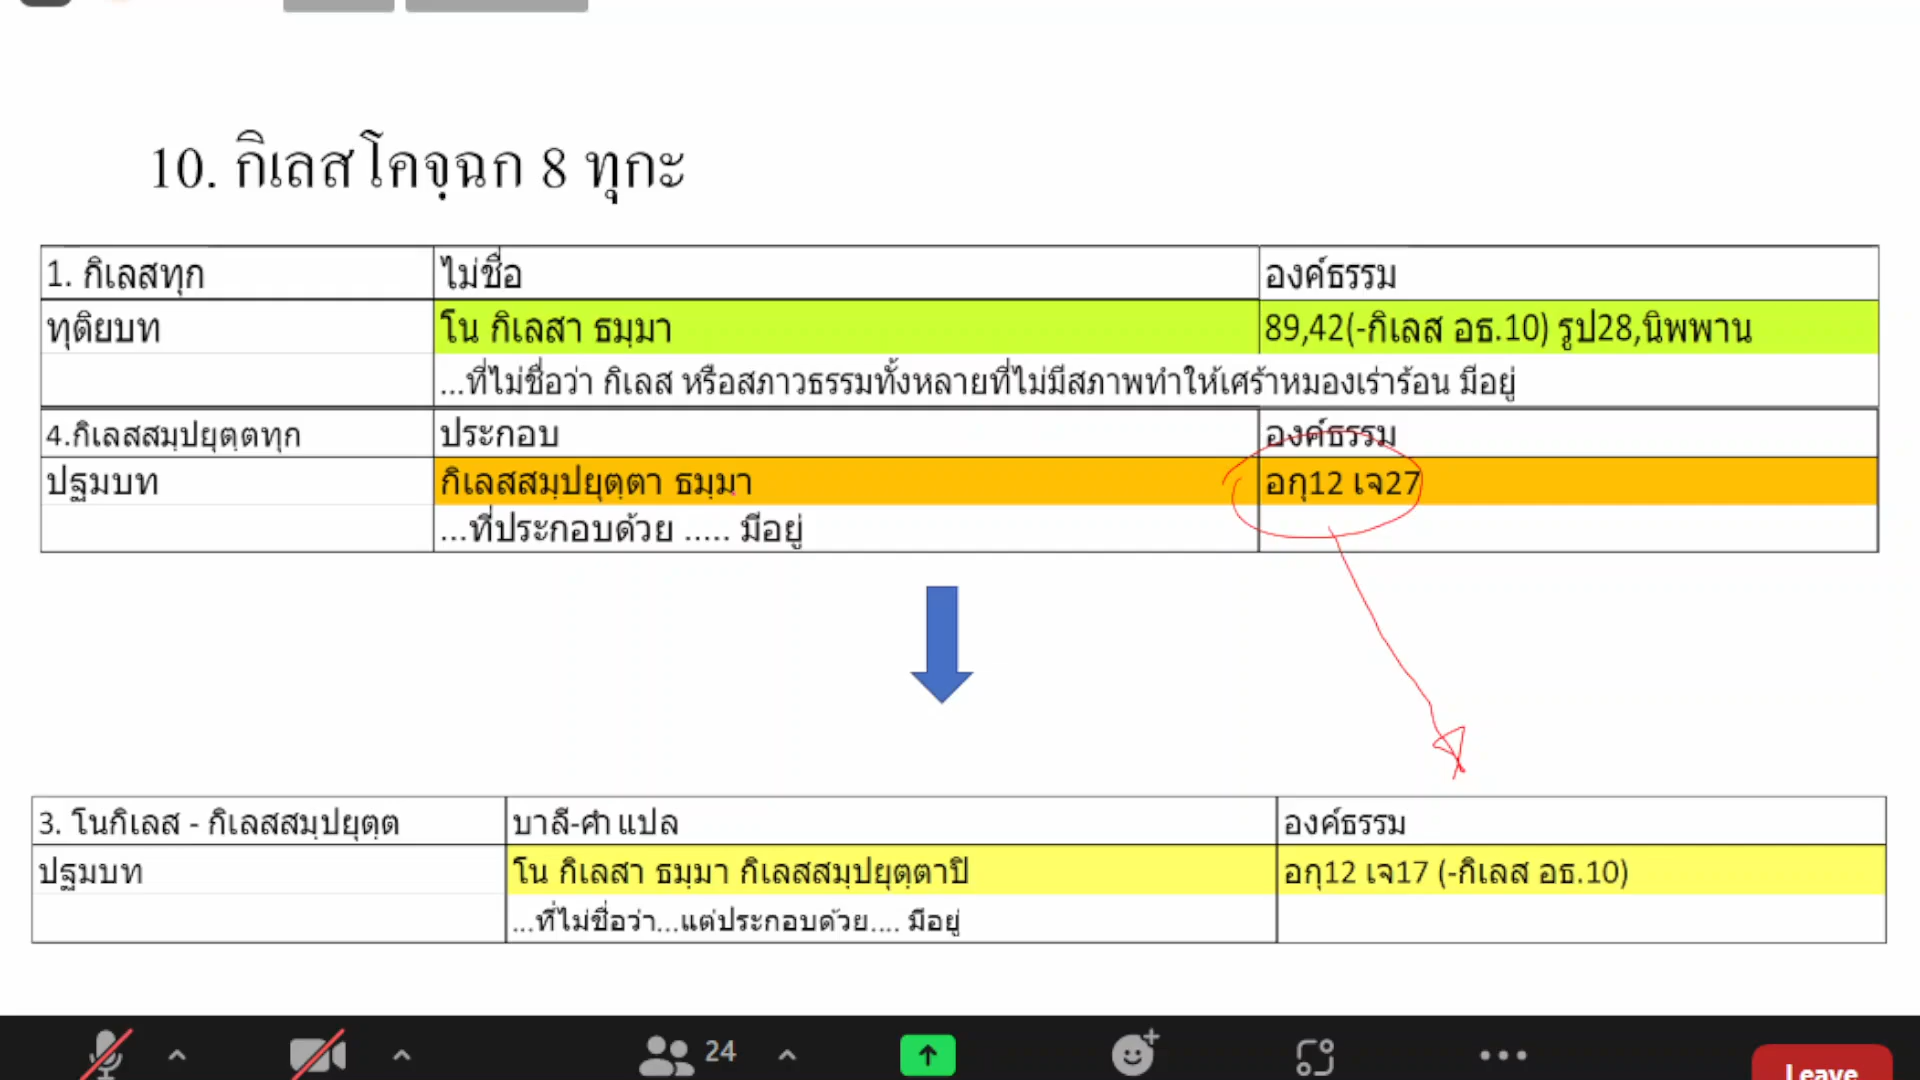 10. กิเลสโคจฺฉก 8 ทุกะ
1. กิเลสทุก ไม่ชื่อ องค์ธรรม
ทุติยบท โน กิเลสา ธมฺมา 89,42(-กิเลส อธ.10) รูป28,นิพพาน
...ที่ไม่ชื่อว่า กิเลส หรือสภาวธรรมทั้งหลายที่ไม่มีสภาพทำให้เศร้าหมองเร่าร้อน มีอยู่
4.กิเลสสมฺปยุตฺตทุก ประกอบ องค์ธรรม
ปฐมบท กิเลสสมฺปยุตฺตา ธมฺมา อกุ12 เจ27
...ที่ประกอบด้วย ..... มีอยู่
3. โนกิเลส - กิเลสสมฺปยุตฺต บาลี-คำแปล องค์ธรรม
ปฐมบท โน กิเลสา ธมฺมา กิเลสสมฺปยุตฺตาปิ อกุ12 เจ17 (-กิเลส อธ.10)
...ที่ไม่ชื่อว่า...แต่ประกอบด้วย.... มีอยู่
24
Leave